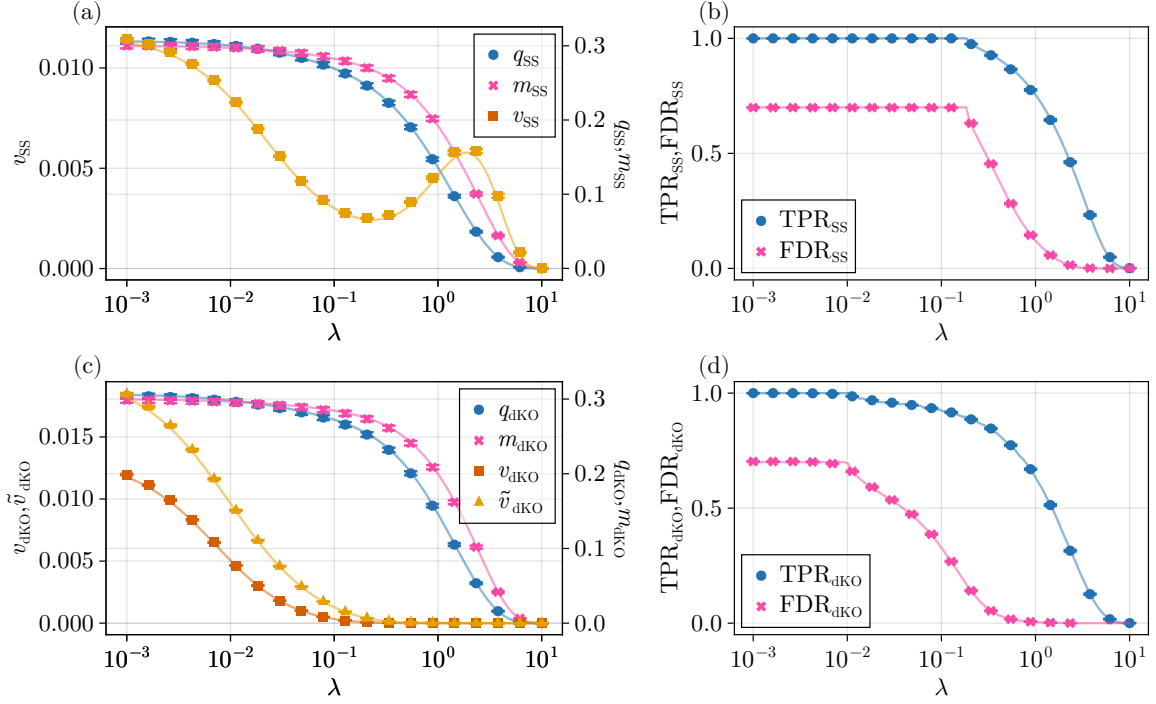 (a)
0.010
0.005
0.000
v_SS
q_SS
m_SS
v_SS
0.3
0.2
0.1
0.0
q_SS, m_SS
10^−3
10^−2
10^−1
10^0
10^1
λ
(b)
1.0
0.5
0.0
TPR_SS, FDR_SS
TPR_SS
FDR_SS
10^−3
10^−2
10^−1
10^0
10^1
λ
(c)
0.015
0.010
0.005
0.000
v_dKO, ṽ_dKO
q_dKO
m_dKO
v_dKO
ṽ_dKO
0.3
0.2
0.1
0.0
q_dKO, m_dKO
10^−3
10^−2
10^−1
10^0
10^1
λ
(d)
1.0
0.5
0.0
TPR_dKO, FDR_dKO
TPR_dKO
FDR_dKO
10^−3
10^−2
10^−1
10^0
10^1
λ